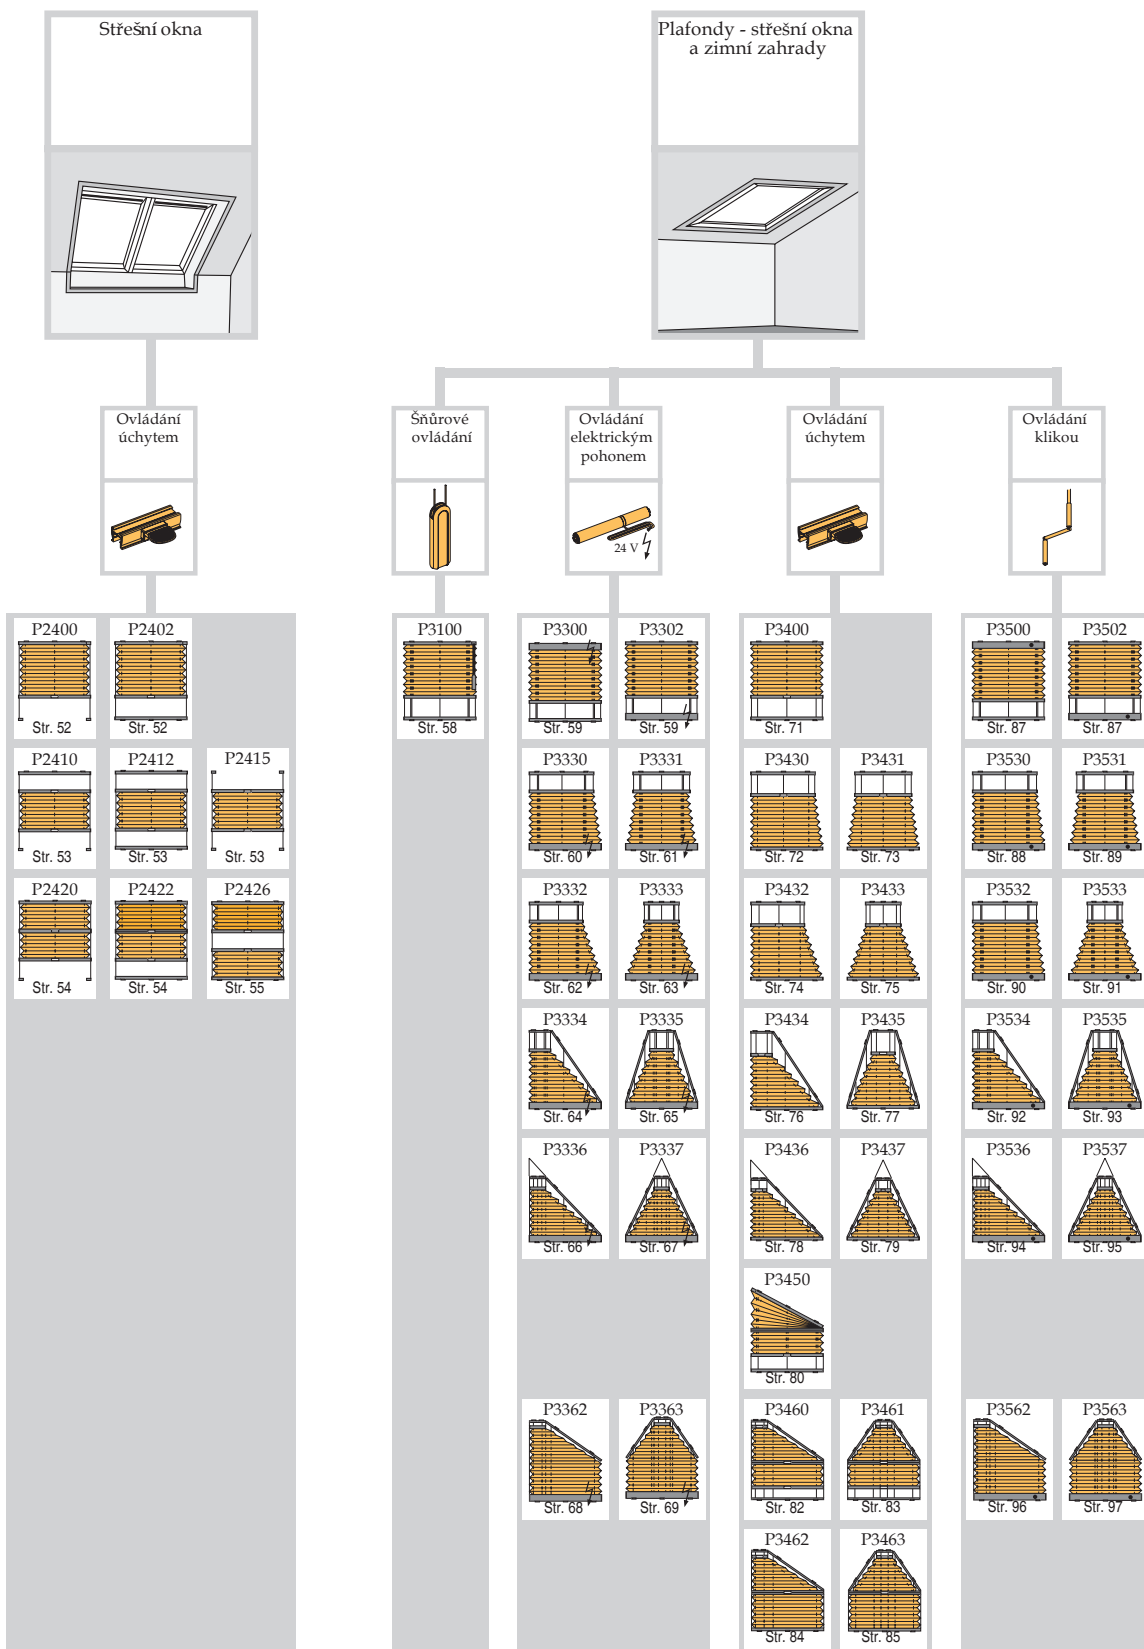 Střešní okna
Plafondy - střešní okna
a zimní zahrady
Ovládání
úchytem
Šňůrové
ovládání
Ovládání
elektrickým
pohonem
24 V
Ovládání
úchytem
Ovládání
klikou
P2400 P2402
Str. 52 Str. 52
P2410 P2412 P2415
Str. 53 Str. 53 Str. 53
P2420 P2422 P2426
Str. 54 Str. 54 Str. 55
P3100
Str. 58
P3300 P3302
Str. 59 Str. 59
P3330 P3331
Str. 60 Str. 61
P3332 P3333
Str. 62 Str. 63
P3334 P3335
Str. 64 Str. 65
P3336 P3337
Str. 66 Str. 67
P3362 P3363
Str. 68 Str. 69
P3400
Str. 71
P3430 P3431
Str. 72 Str. 73
P3432 P3433
Str. 74 Str. 75
P3434 P3435
Str. 76 Str. 77
P3436 P3437
Str. 78 Str. 79
P3450
Str. 80
P3460 P3461
Str. 82 Str. 83
P3462 P3463
Str. 84 Str. 85
P3500 P3502
Str. 87 Str. 87
P3530 P3531
Str. 88 Str. 89
P3532 P3533
Str. 90 Str. 91
P3534 P3535
Str. 92 Str. 93
P3536 P3537
Str. 94 Str. 95
P3562 P3563
Str. 96 Str. 97